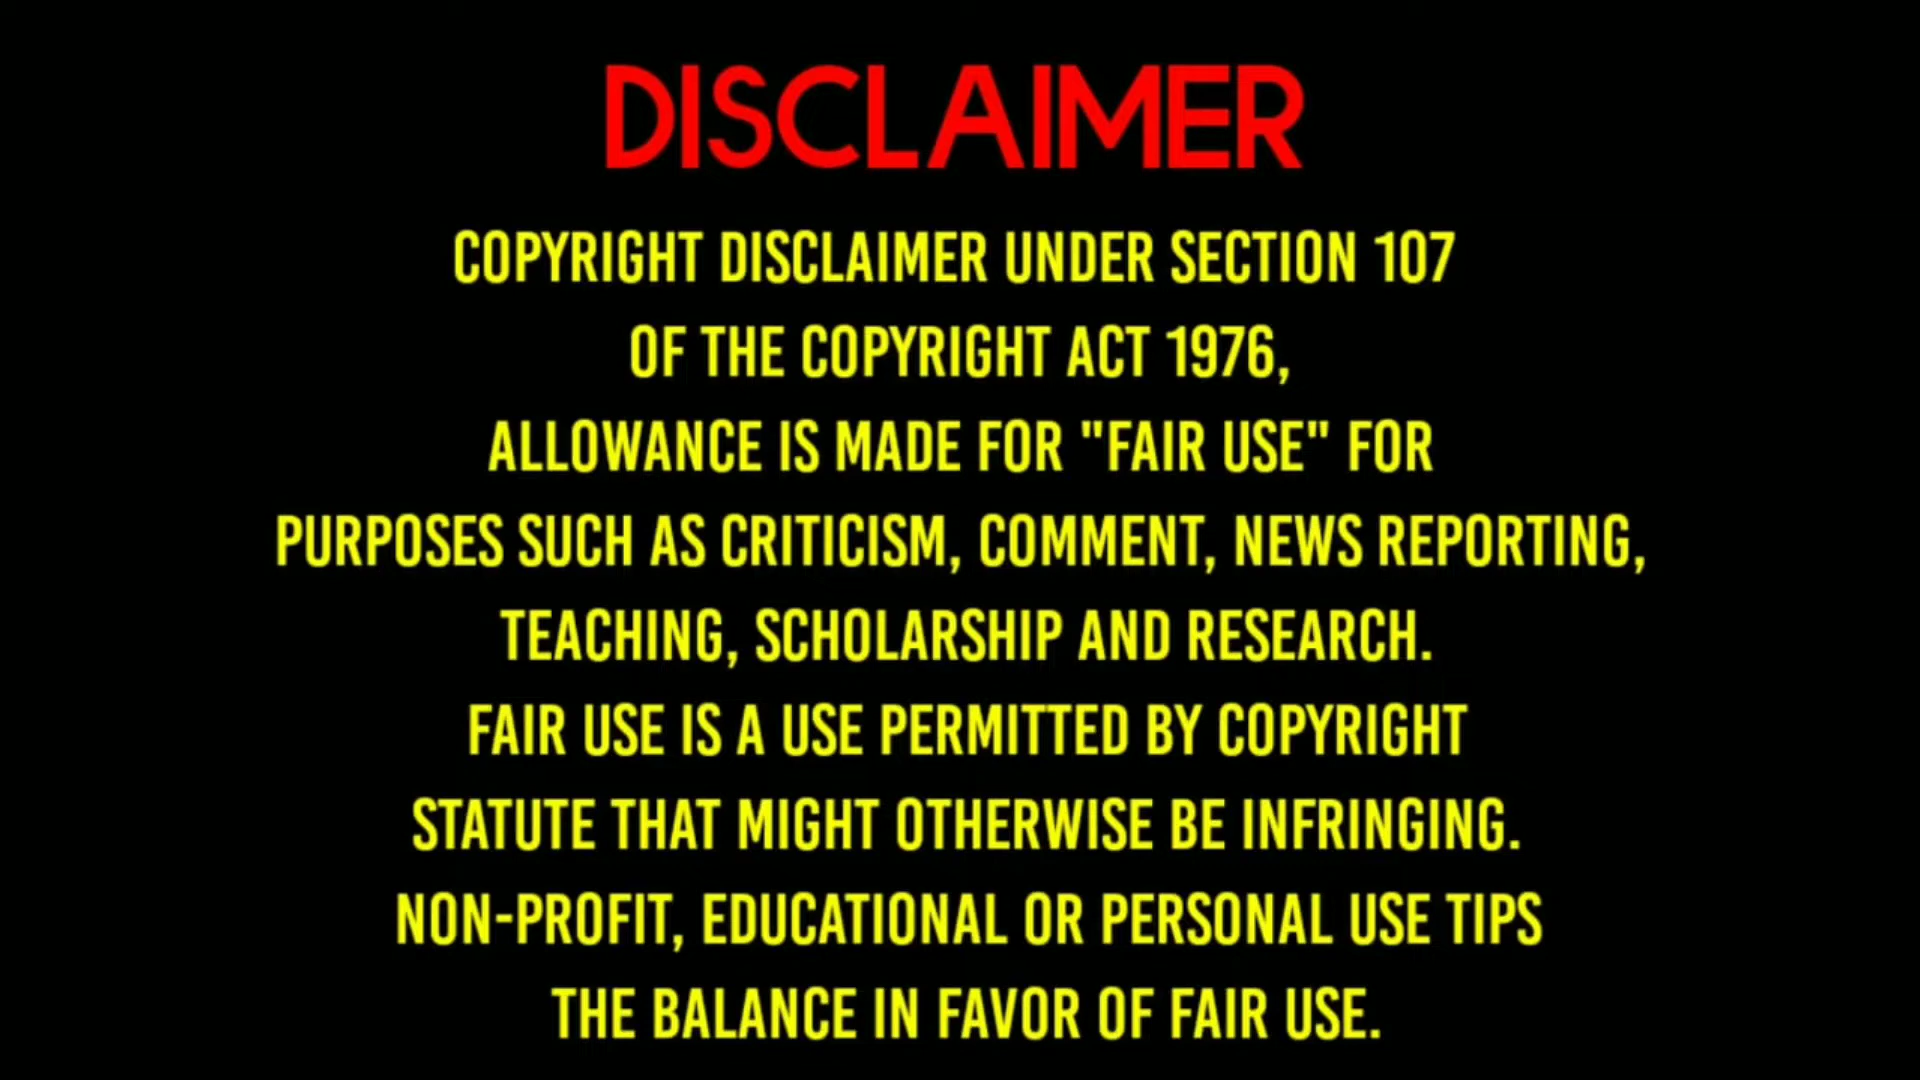 DISCLAIMER
COPYRIGHT DISCLAIMER UNDER SECTION 107
OF THE COPYRIGHT ACT 1976,
ALLOWANCE IS MADE FOR "FAIR USE" FOR
PURPOSES SUCH AS CRITICISM, COMMENT, NEWS REPORTING,
TEACHING, SCHOLARSHIP AND RESEARCH.
FAIR USE IS A USE PERMITTED BY COPYRIGHT
STATUTE THAT MIGHT OTHERWISE BE INFRINGING.
NON-PROFIT, EDUCATIONAL OR PERSONAL USE TIPS
THE BALANCE IN FAVOR OF FAIR USE.